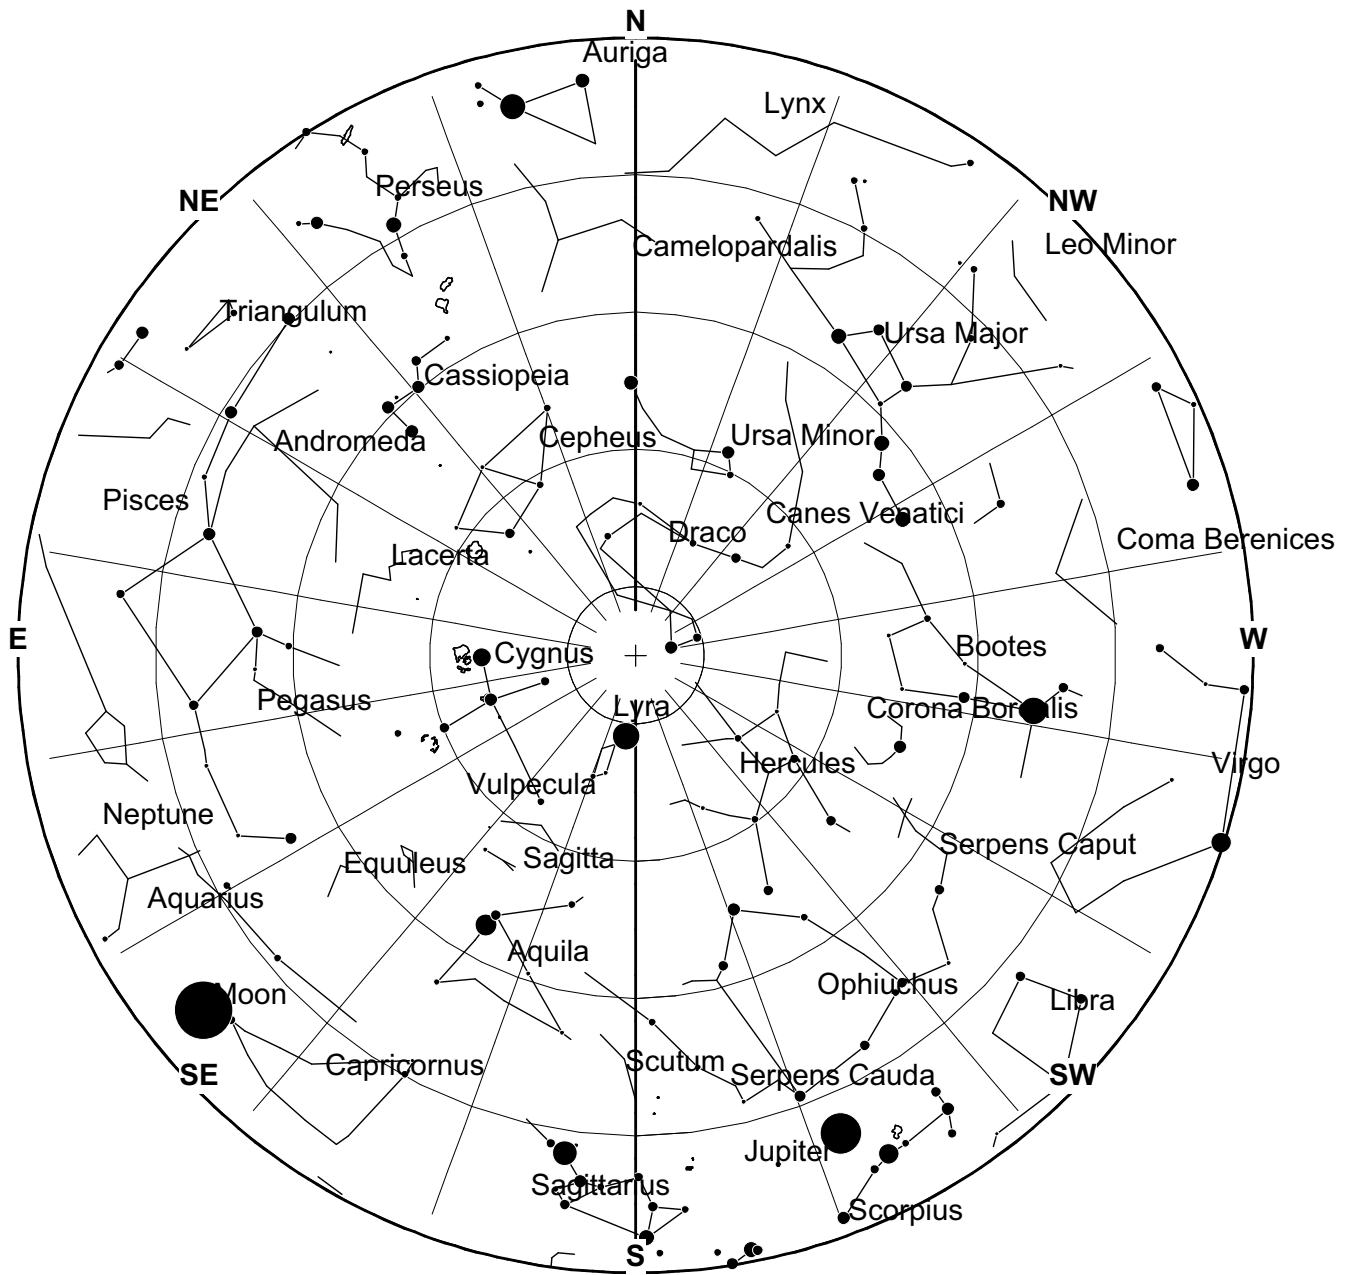 N
Auriga
Lynx
Perseus
NE
NW
Camelopardalis
Leo Minor
Triangulum
Ursa Major
Cassiopeia
Andromeda
Cepheus
Ursa Minor
Pisces
Canes Venatici
Draco
Coma Berenices
Lacerta
E
W
Cygnus
Bootes
Pegasus
Lyra
Corona Borealis
Hercules
Virgo
Vulpecula
Neptune
Serpens Caput
Equuleus
Sagitta
Aquarius
Aquila
Ophiuchus
Moon
Libra
Capricornus
Scutum
SE
Serpens Cauda
SW
Jupiter
Sagittarius
Scorpius
S